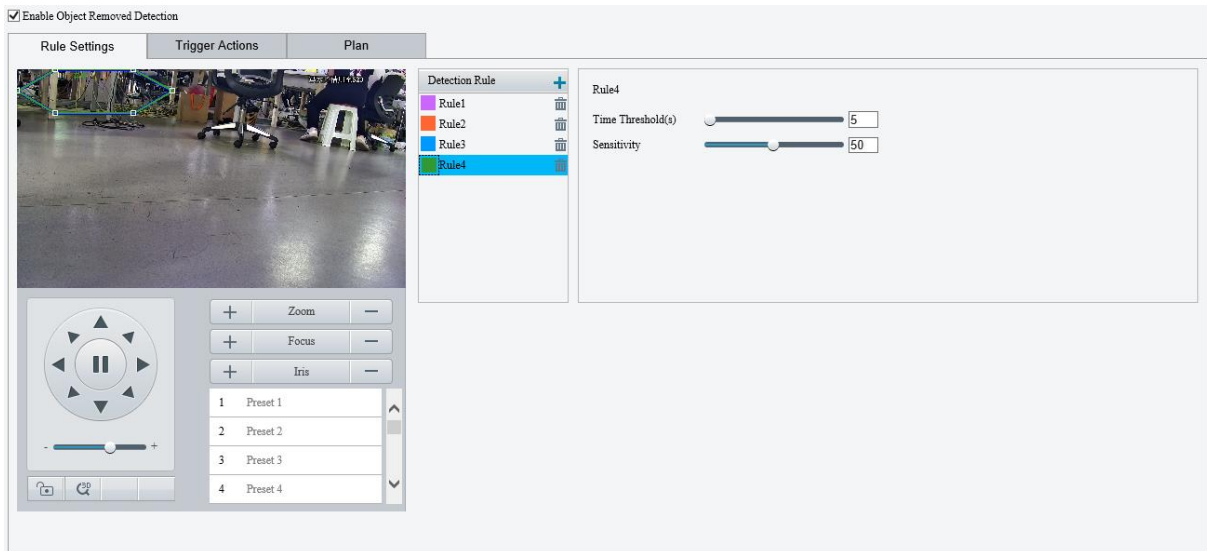 Enable Object Removed Detection
Rule Settings Trigger Actions Plan
Detection Rule
Rule1
Rule2
Rule3
Rule4
Rule4
Time Threshold(s) 5
Sensitivity 50
+ Zoom −
+ Focus −
+ Iris −
1 Preset 1
2 Preset 2
3 Preset 3
4 Preset 4
- +
3D